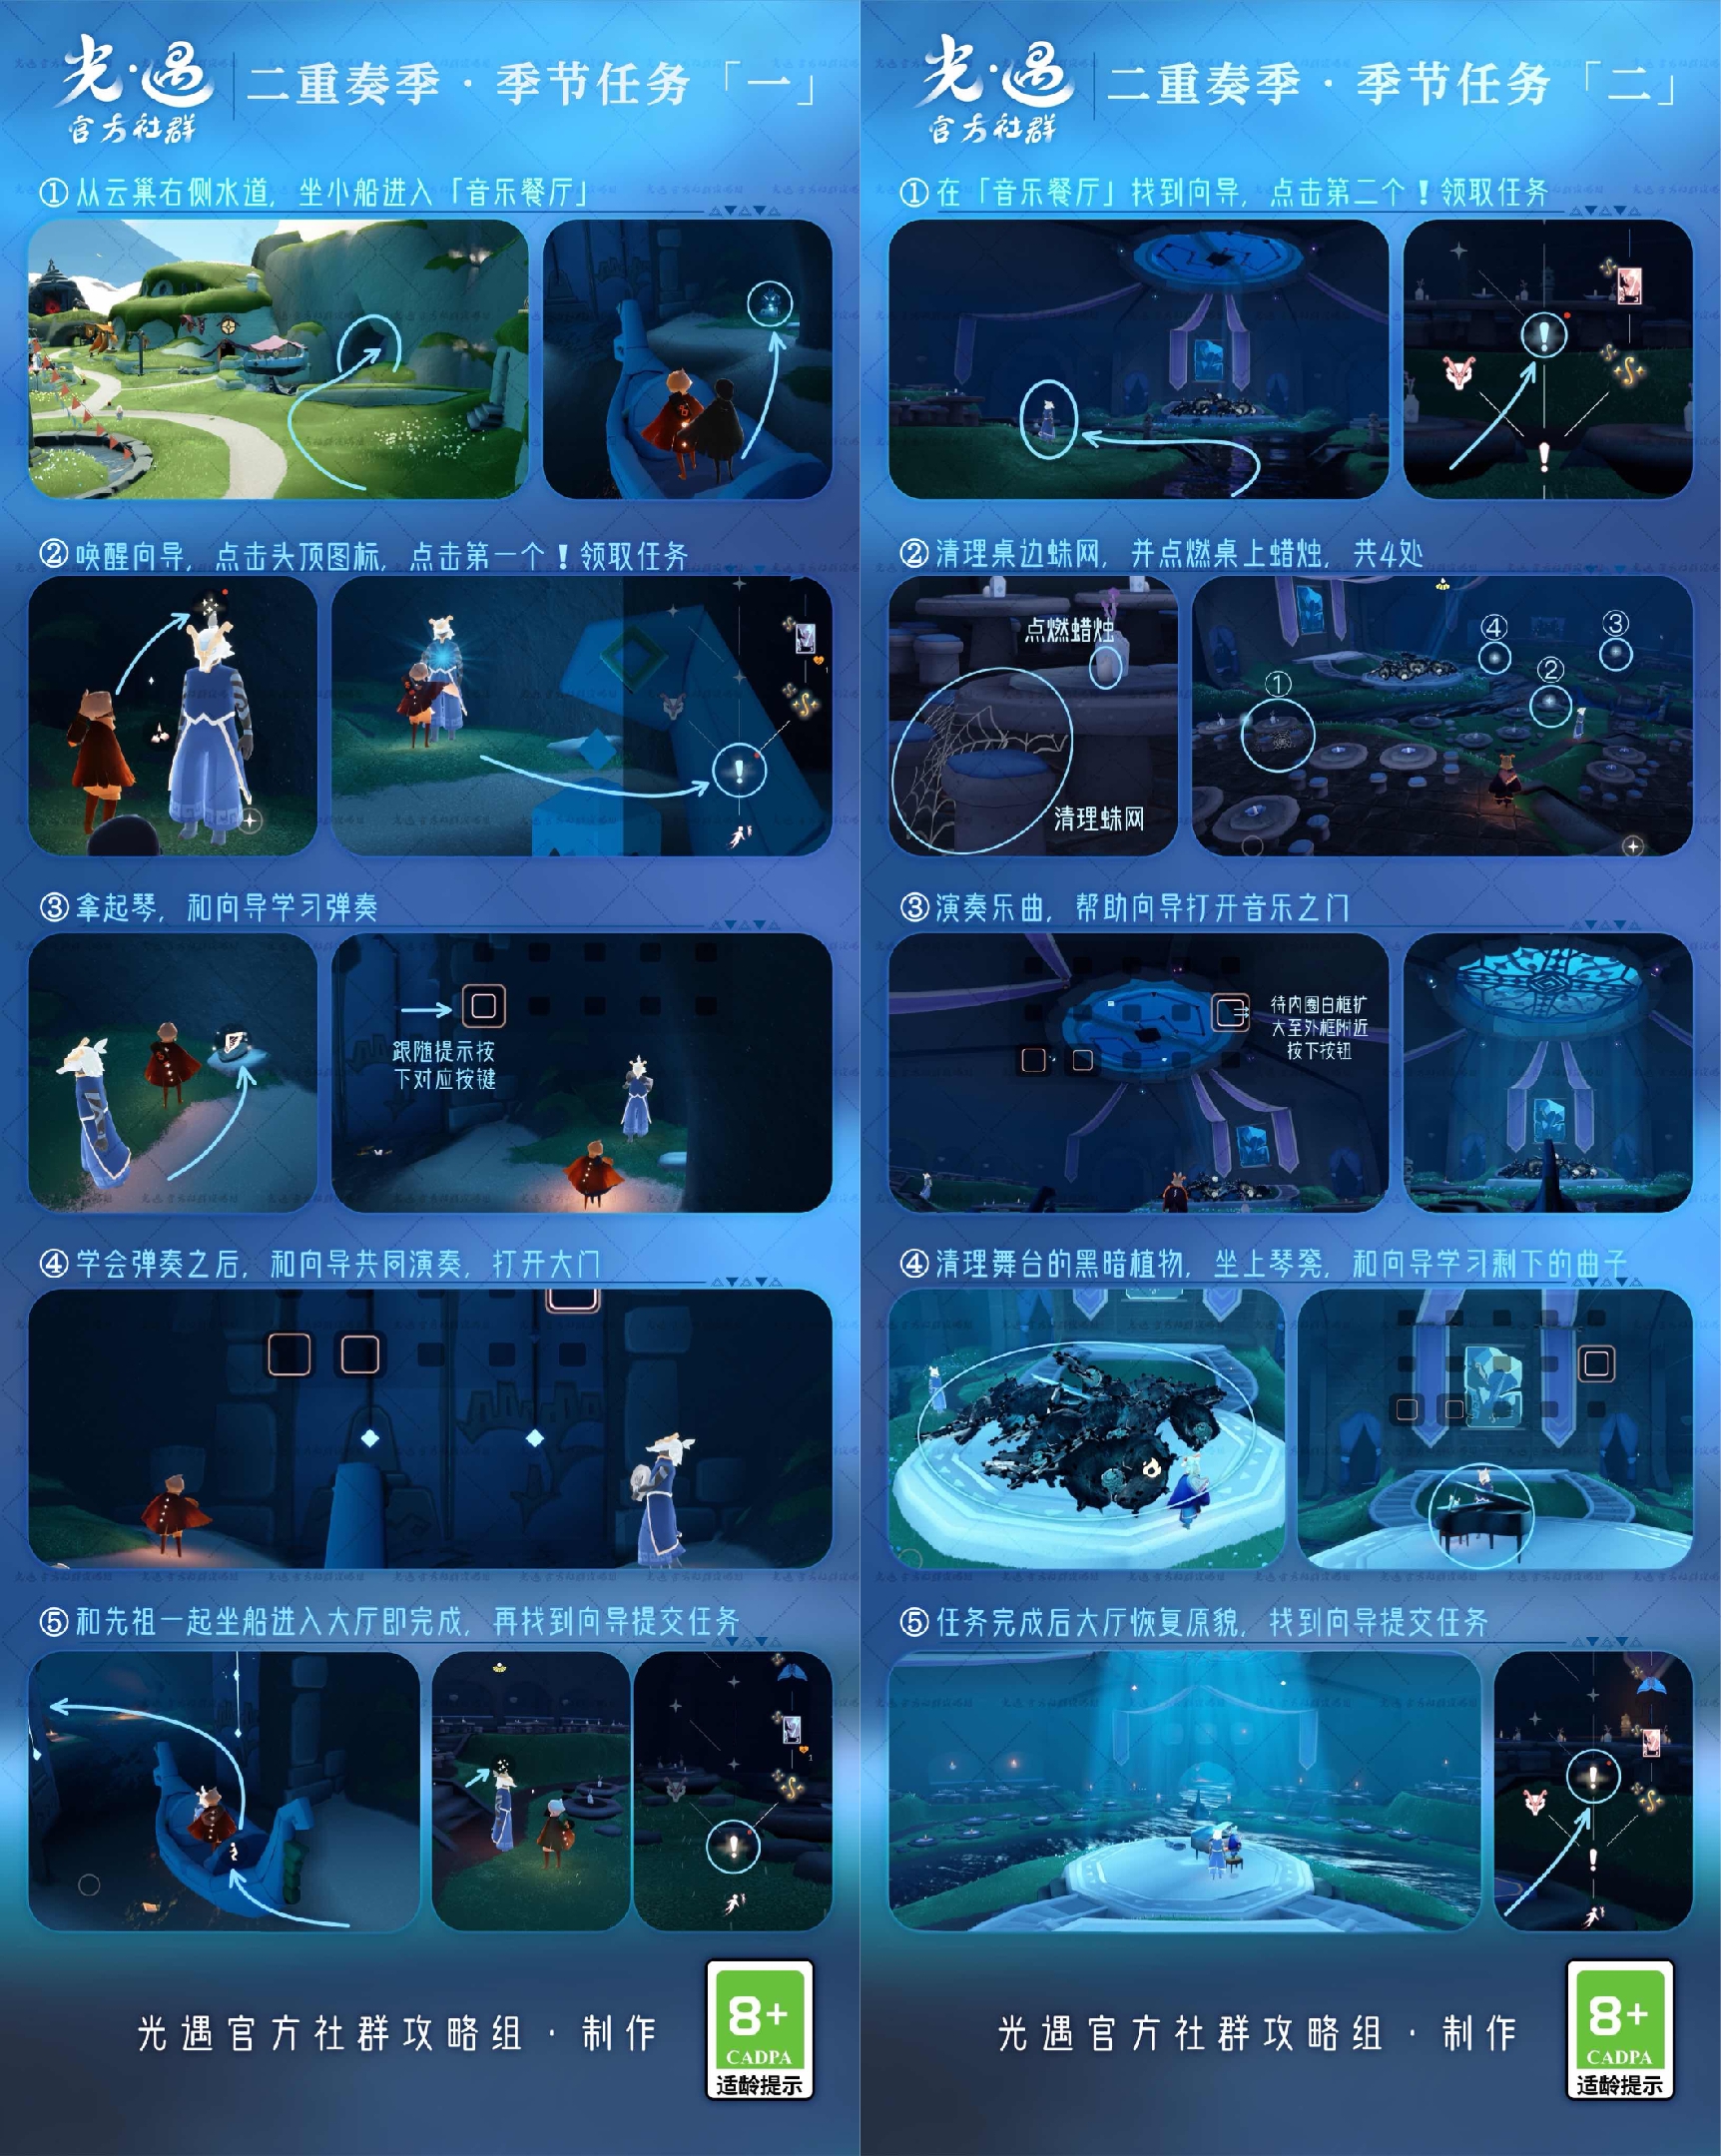 光·遇
官方社群
二重奏季·季节任务「一」
①从云巢右侧水道，坐小船进入「音乐餐厅」
②唤醒向导，点击头顶图标，点击第一个！领取任务
③拿起琴，和向导学习弹奏
跟随提示按
下对应按键
④学会弹奏之后，和向导共同演奏，打开大门
⑤和先祖一起坐船进入大厅即完成，再找到向导提交任务
光遇官方社群攻略组·制作
8+
CADPA
适龄提示
光·遇
官方社群
二重奏季·季节任务「二」
①在「音乐餐厅」找到向导，点击第二个！领取任务
②清理桌边蛛网，并点燃桌上蜡烛，共4处
点燃蜡烛
清理蛛网
①
②
③
④
③演奏乐曲，帮助向导打开音乐之门
待内圈白框扩
大至外框附近
按下按钮
④清理舞台的黑暗植物，坐上琴凳，和向导学习剩下的曲子
⑤任务完成后大厅恢复原貌，找到向导提交任务
光遇官方社群攻略组·制作
8+
CADPA
适龄提示